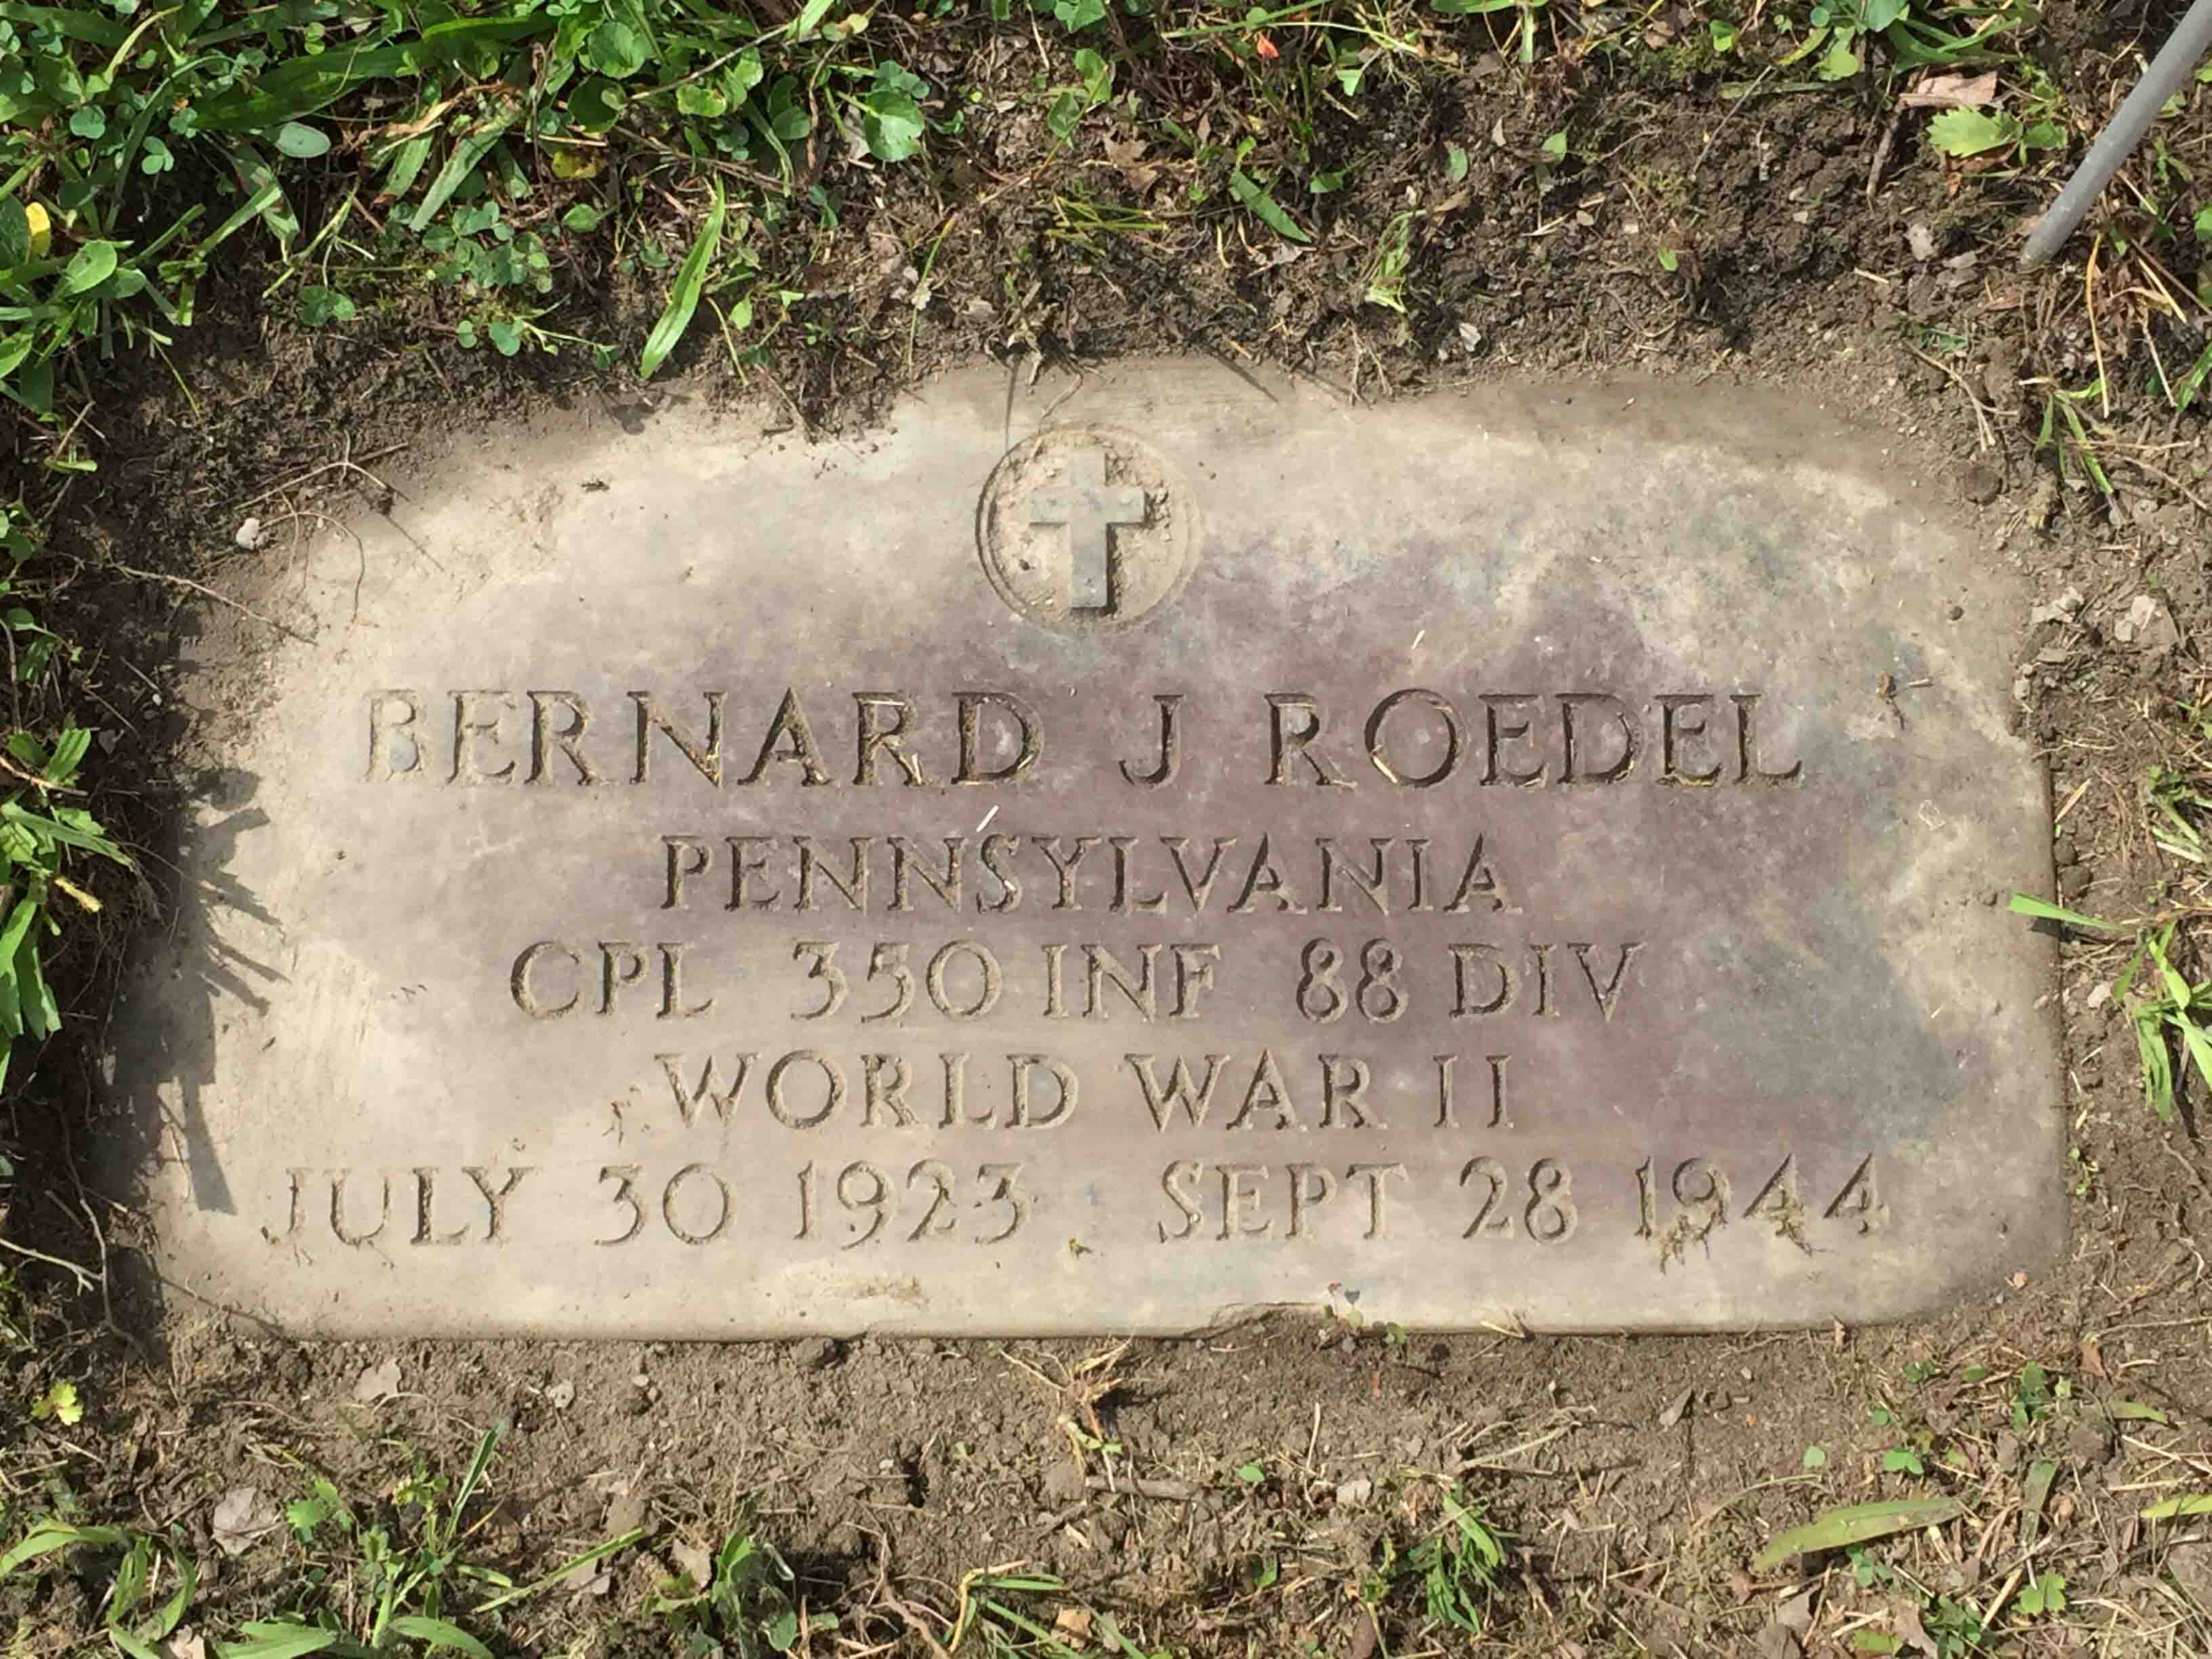 BERNARD J ROEDEL
PENNSYLVANIA
CPL 350 INF 88 DIV
WORLD WAR II
JULY 30 1923 SEPT 28 1944